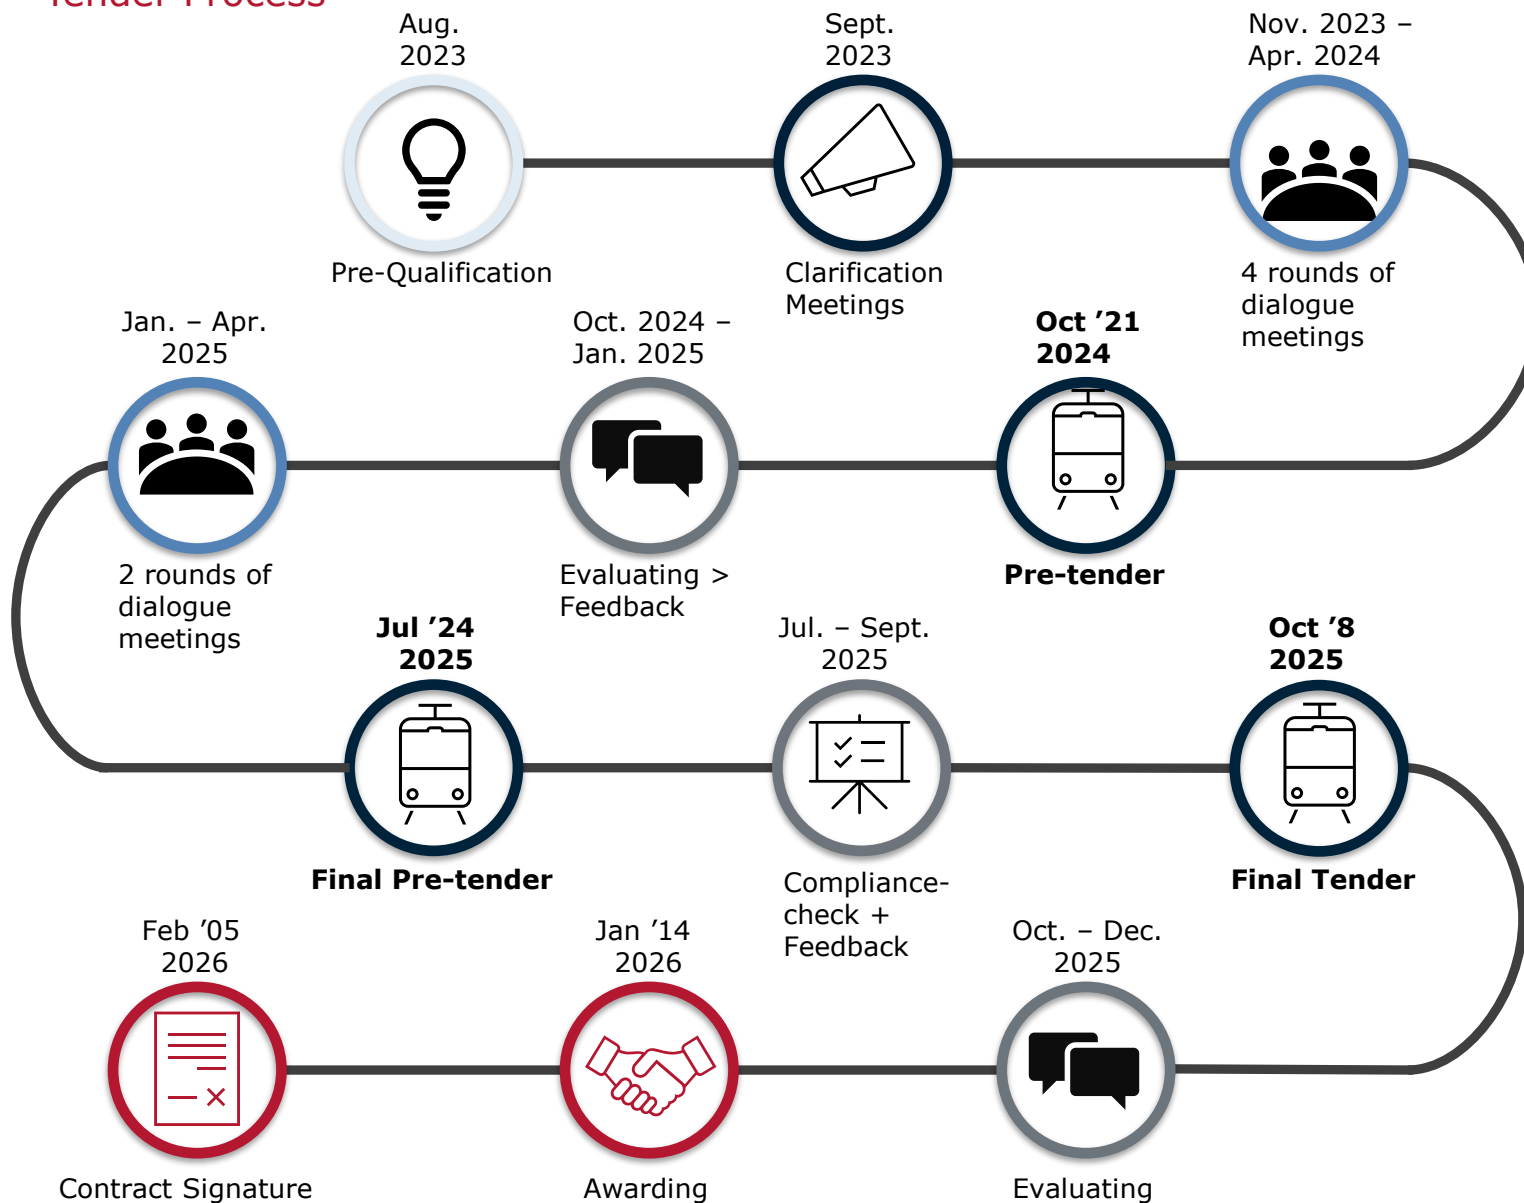 Tender Process
Aug.
2023
Pre-Qualification
Sept.
2023
Clarification
Meetings
Nov. 2023 –
Apr. 2024
4 rounds of
dialogue
meetings
Oct ’21
2024
Pre-tender
Oct. 2024 –
Jan. 2025
Evaluating >
Feedback
Jan. – Apr.
2025
2 rounds of
dialogue
meetings
Jul ’24
2025
Final Pre-tender
Jul. – Sept.
2025
Compliance-
check +
Feedback
Oct ’8
2025
Final Tender
Oct. – Dec.
2025
Evaluating
Jan ’14
2026
Awarding
Feb ’05
2026
Contract Signature